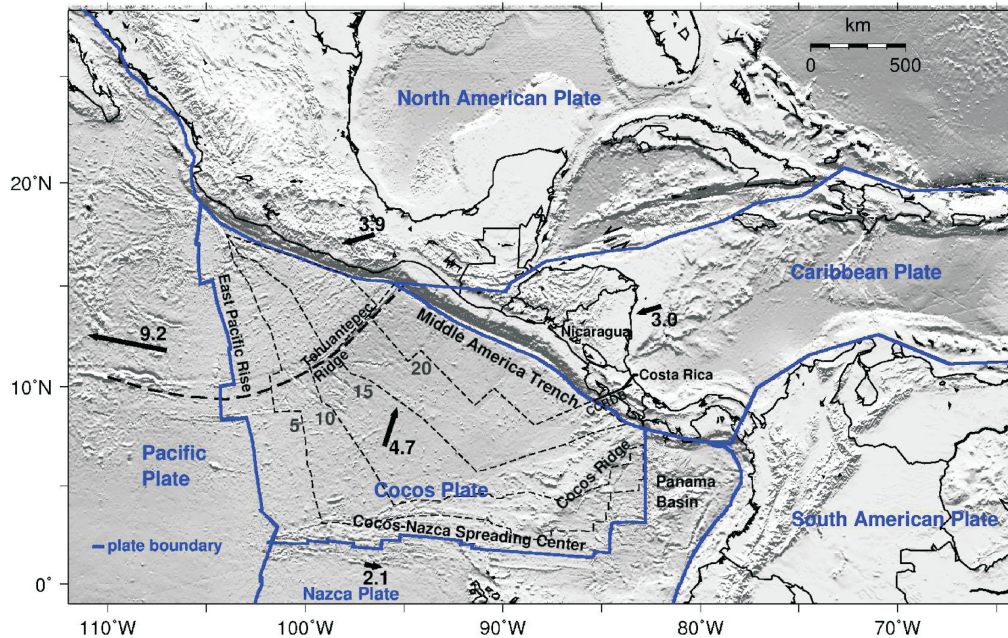 km
0 500
North American Plate
20°N
3.9
Caribbean Plate
3.0
East Pacific Rise
9.2
Tehuantepec
Ridge
Middle America Trench
Nicaragua
Costa Rica
10°N
20
15
10
5
4.7
Pacific
Plate
Cocos Plate
Cocos Ridge
Panama
Basin
South American Plate
Cocos-Nazca Spreading Center
plate boundary
2.1
Nazca Plate
0°
110°W
100°W
90°W
80°W
70°W